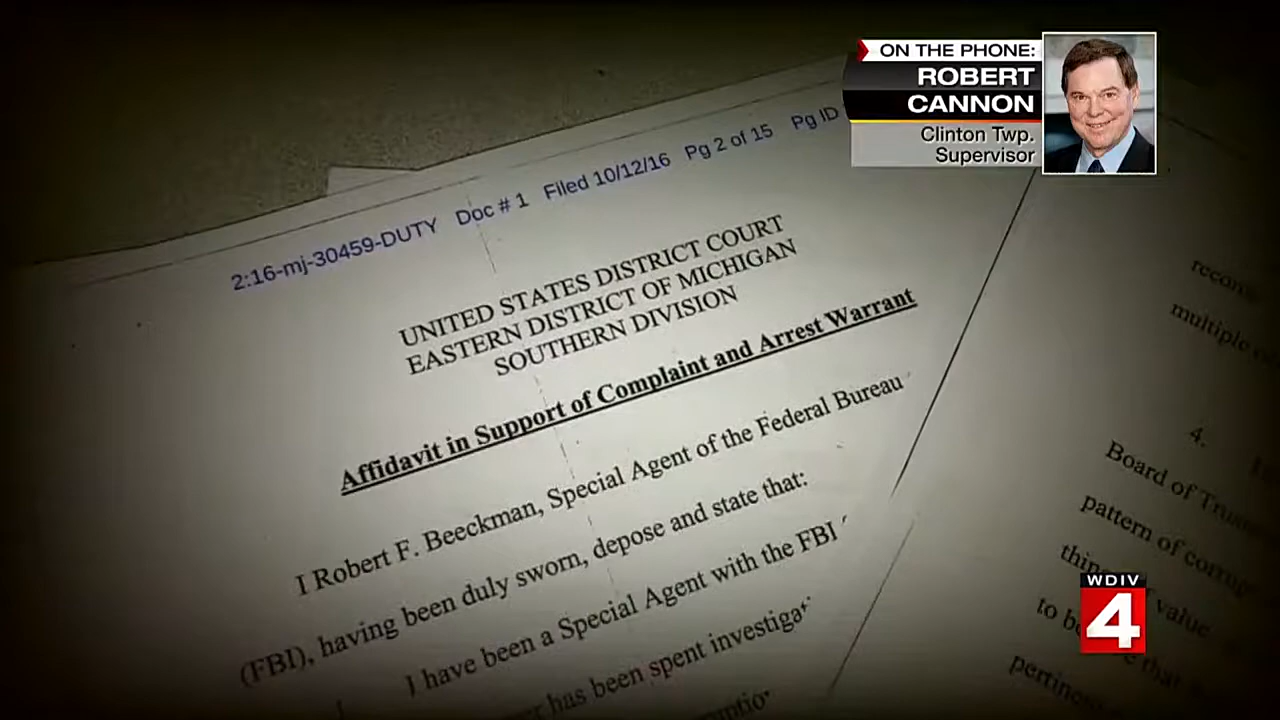 ON THE PHONE:
ROBERT
CANNON
Clinton Twp.
Supervisor
2:16-mj-30459-DUTY Doc # 1 Filed 10/12/16 Pg 2 of 15 Pg ID
UNITED STATES DISTRICT COURT
EASTERN DISTRICT OF MICHIGAN
SOUTHERN DIVISION
Affidavit in Support of Complaint and Arrest Warrant
I Robert F. Beeckman, Special Agent of the Federal Bureau
(FBI), having been duly sworn, depose and state that:
I have been a Special Agent with the FBI
has been spent
multiple
4.
Board of
pattern of
value
to
that
WDIV
4